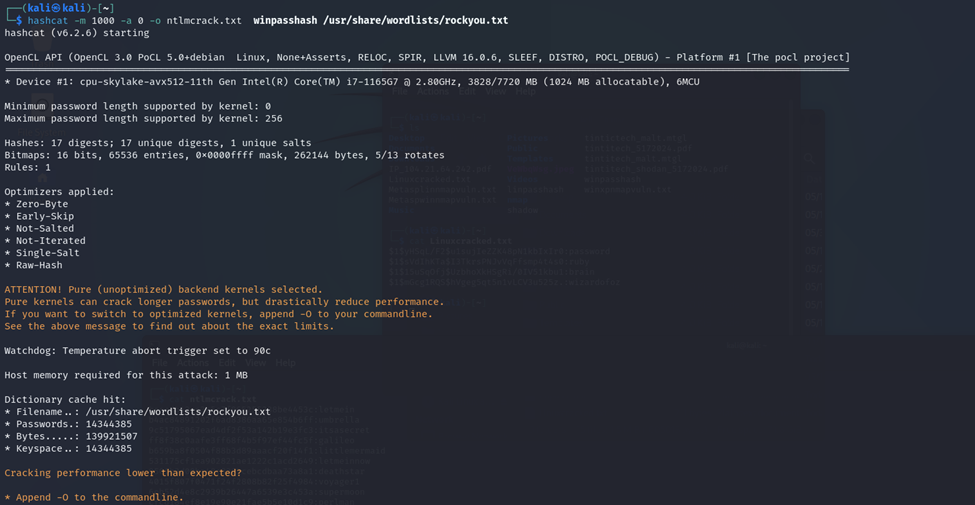 ┌──(kali㉿kali)-[~]
└─$ hashcat -m 1000 -a 0 -o ntlmcrack.txt  winpasshash /usr/share/wordlists/rockyou.txt
hashcat (v6.2.6) starting
OpenCL API (OpenCL 3.0 PoCL 5.0+debian  Linux, None+Asserts, RELOC, SPIR, LLVM 16.0.6, SLEEF, DISTRO, POCL_DEBUG) - Platform #1 [The pocl project]
* Device #1: cpu-skylake-avx512-11th Gen Intel(R) Core(TM) i7-1165G7 @ 2.80GHz, 3828/7720 MB (1024 MB allocatable), 6MCU
Minimum password length supported by kernel: 0
Maximum password length supported by kernel: 256
Hashes: 17 digests; 17 unique digests, 1 unique salts
Bitmaps: 16 bits, 65536 entries, 0×0000ffff mask, 262144 bytes, 5/13 rotates
Rules: 1
Optimizers applied:
* Zero-Byte
* Early-Skip
* Not-Salted
* Not-Iterated
* Single-Salt
* Raw-Hash
ATTENTION! Pure (unoptimized) backend kernels selected.
Pure kernels can crack longer passwords, but drastically reduce performance.
If you want to switch to optimized kernels, append -O to your commandline.
See the above message to find out about the exact limits.
Watchdog: Temperature abort trigger set to 90c
Host memory required for this attack: 1 MB
Dictionary cache hit:
* Filename..: /usr/share/wordlists/rockyou.txt
* Passwords.: 14344385
* Bytes.....: 139921507
* Keyspace..: 14344385
Cracking performance lower than expected?
* Append -O to the commandline.